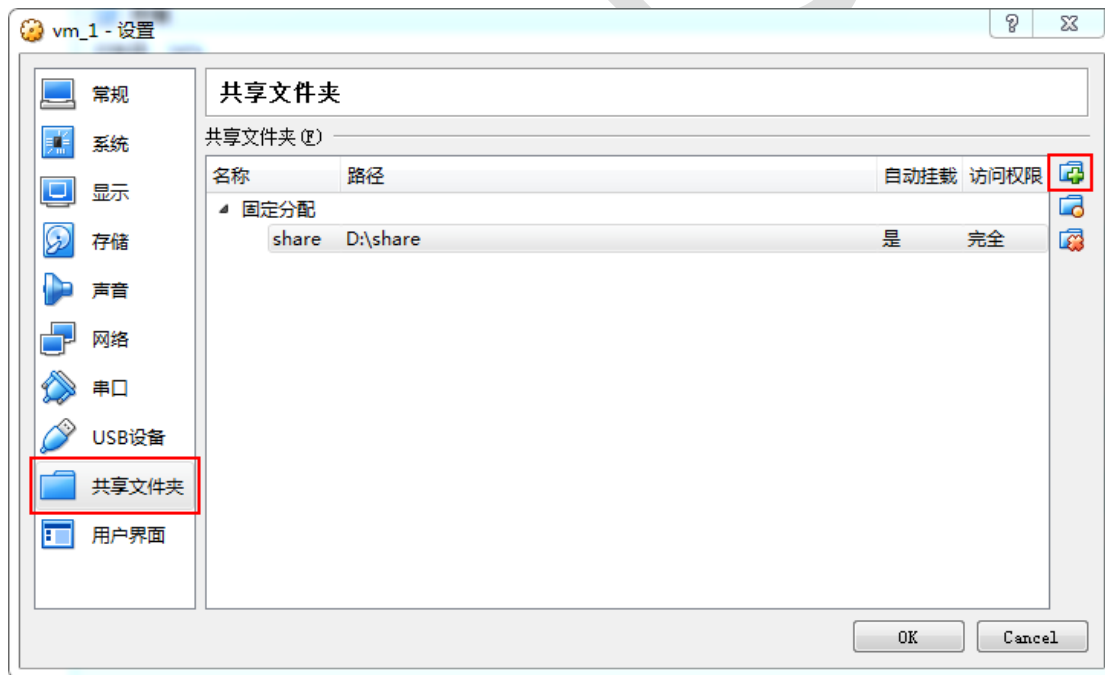 vm_1 - 设置
常规
系统
显示
存储
声音
网络
串口
USB设备
共享文件夹
用户界面
共享文件夹
共享文件夹(F)
名称 路径 自动挂载 访问权限
固定分配
share D:\share 是 完全
OK Cancel